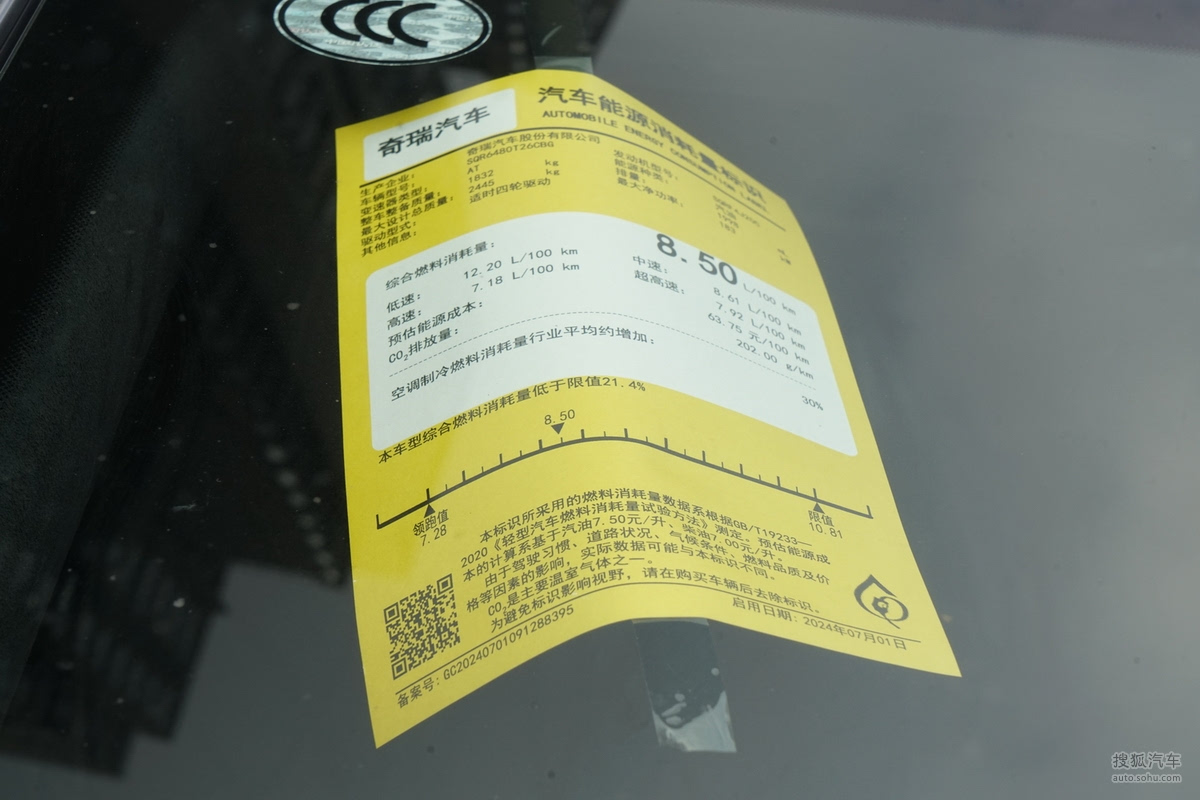 CCC
奇瑞汽车
汽车能源消耗量标识
AUTOMOBILE ENERGY CONSUMPTION LABEL
生产企业： 奇瑞汽车股份有限公司
车辆型号： SQR6480T26CBG
变速器类型： AT
整车整备质量： 1832 kg
最大设计总质量： 2445 kg
驱动型式： 适时四轮驱动
其他信息：
发动机型号：
能源种类： 汽油
排量： 1998
最大净功率：
综合燃料消耗量： 8.50 L/100 km
低速： 12.20 L/100 km 中速： 8.61 L/100 km
高速： 7.18 L/100 km 超高速： 7.92 L/100 km
预估能源成本： 63.75 元/100 km
CO₂排放量： 202.00 g/km
空调制冷燃料消耗量行业平均约增加： 30%
本车型综合燃料消耗量低于限值21.4%
8.50
领跑值
7.28
限值
10.81
本标识所采用的燃料消耗量数据系根据GB/T19233—
2020《轻型汽车燃料消耗量试验方法》测定。预估能源成
本的计算系基于汽油7.50元/升、柴油7.00元/升。
由于驾驶习惯、道路状况、气候条件、燃料品质及价
格等因素的影响，实际数据可能与本标识不同。
CO₂是主要温室气体之一。
为避免标识影响视野，请在购买车辆后去除标识。
备案号：GC20240701091288395
启用日期：2024年07月01日
搜狐汽车
auto.sohu.com